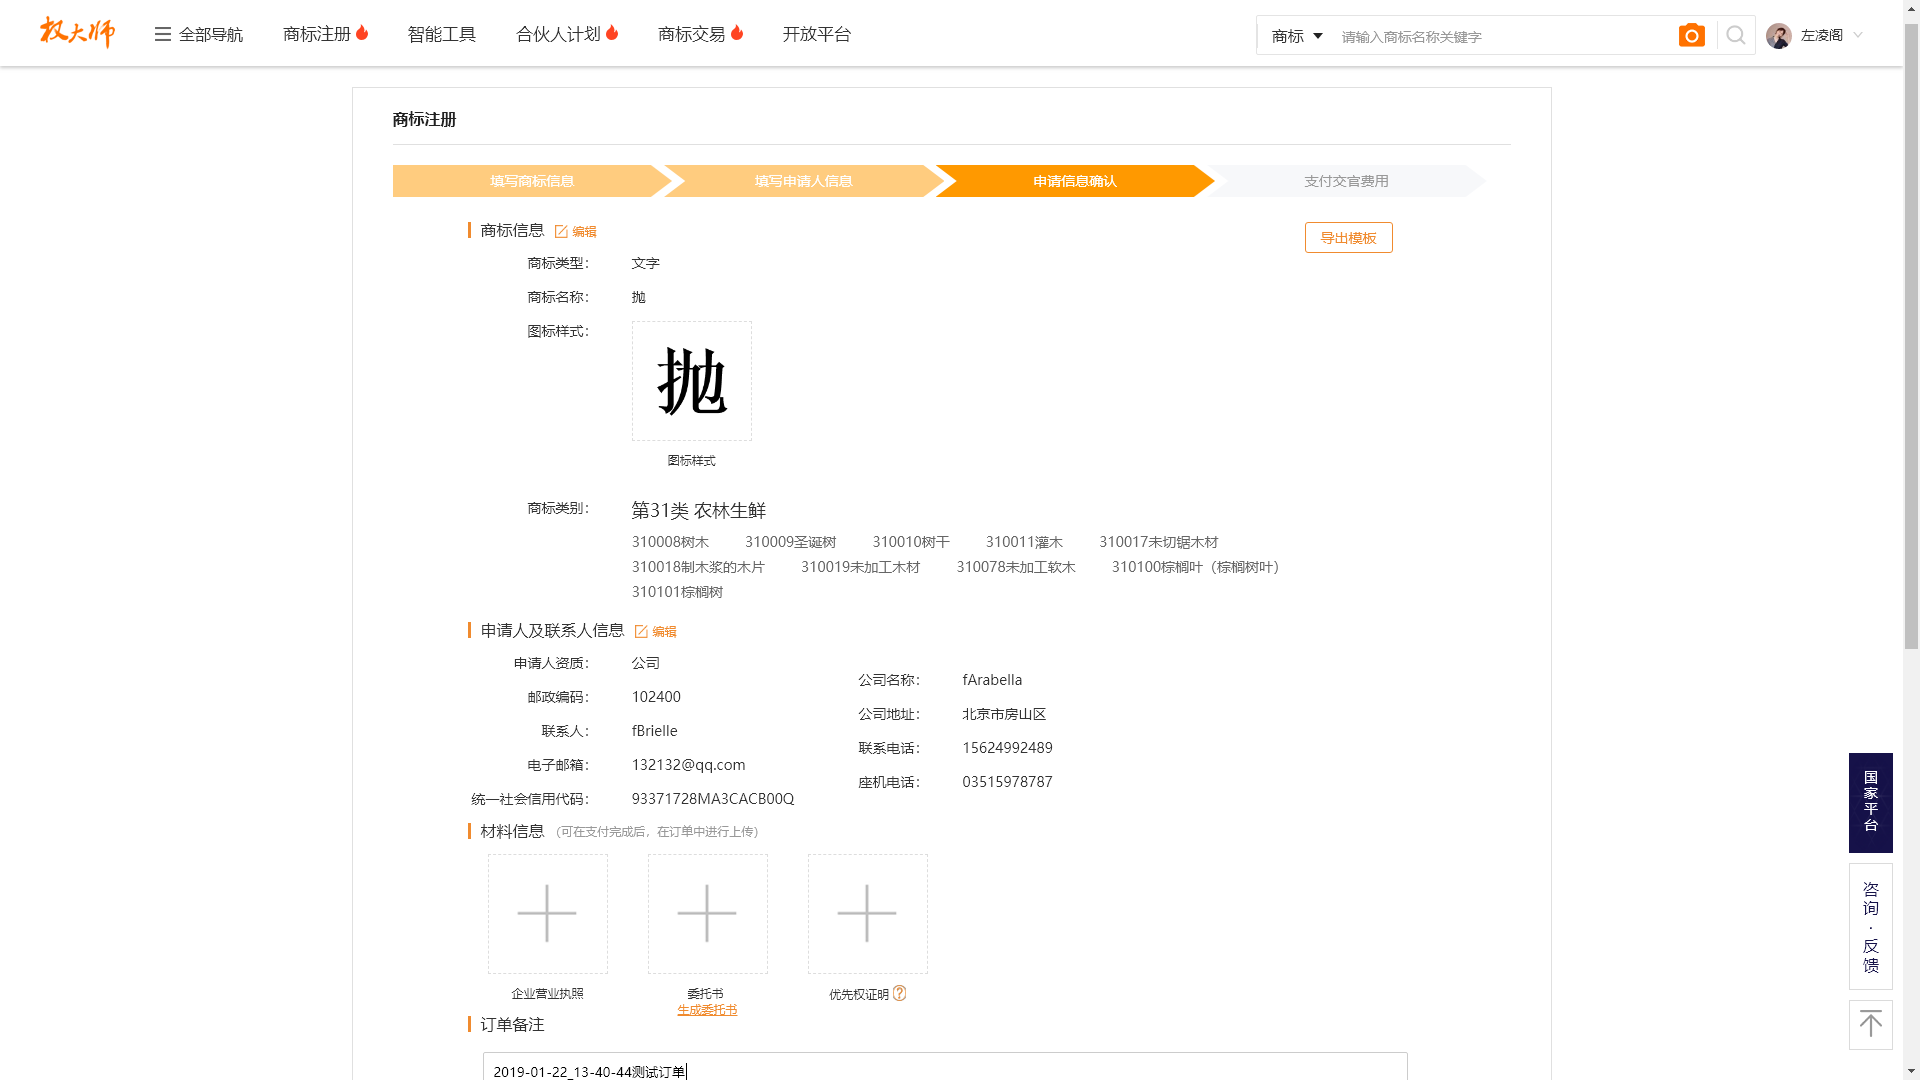 权大师 全部导航 商标注册 智能工具 合伙人计划 商标交易 开放平台 商标 请输入商标名称关键字 左凌阁
商标注册
填写商标信息 填写申请人信息 申请信息确认 支付交官费用
商标信息 编辑 导出模板
商标类型： 文字
商标名称： 抛
图标样式：
抛
图标样式
商标类别： 第31类 农林生鲜
310008树木 310009圣诞树 310010树干 310011灌木 310017未切锯木材
310018制木浆的木片 310019未加工木材 310078未加工软木 310100棕榈叶（棕榈树叶）
310101棕榈树
申请人及联系人信息 编辑
申请人资质： 公司
公司名称： fArabella
邮政编码： 102400
公司地址： 北京市房山区
联系人： fBrielle
联系电话： 15624992489
电子邮箱： 132132@qq.com
座机电话： 03515978787
统一社会信用代码： 93371728MA3CACB00Q
材料信息 （可在支付完成后，在订单中进行上传）
企业营业执照 委托书 优先权证明 ?
生成委托书
订单备注
2019-01-22_13-40-44测试订单
国家平台
咨询·反馈